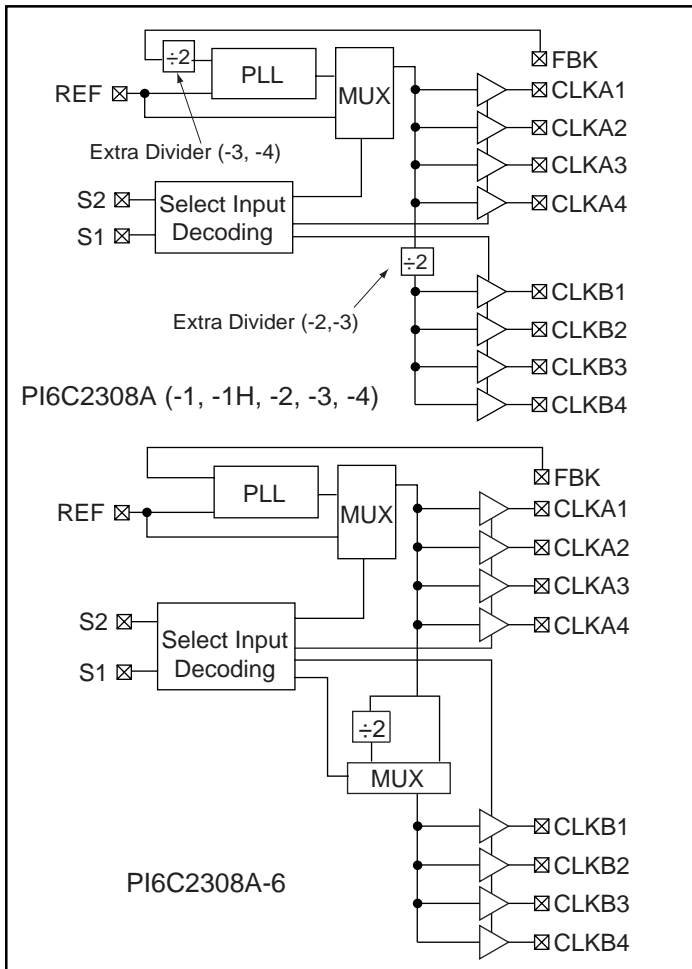 ÷2
PLL
MUX
FBK
REF
CLKA1
CLKA2
Extra Divider (-3, -4)
CLKA3
S2
Select Input
Decoding
CLKA4
S1
÷2
CLKB1
Extra Divider (-2,-3)
CLKB2
CLKB3
PI6C2308A (-1, -1H, -2, -3, -4)
CLKB4
PLL
MUX
FBK
REF
CLKA1
CLKA2
CLKA3
S2
Select Input
Decoding
CLKA4
S1
÷2
MUX
CLKB1
CLKB2
PI6C2308A-6
CLKB3
CLKB4